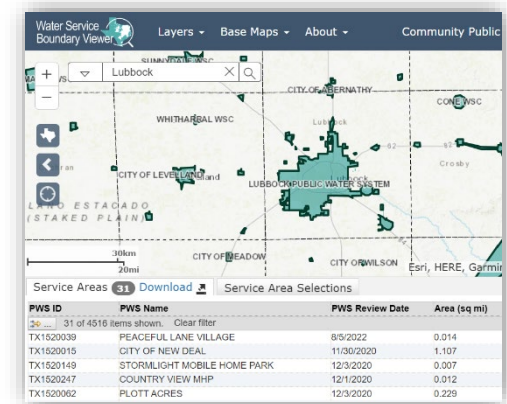 Water Service
Boundary Viewer
Layers
Base Maps
About
Community Public
SUNNYDALE WSC
Lubbock
CITY OF ABERNATHY
CONE WSC
WHITHARRAL WSC
Lubbock
Crosby
CITY OF LEVELLAND
LUBBOCK PUBLIC WATER SYSTEM
LLANO ESTACADO
(STAKED PLAIN)
30km
20mi
CITY OF MEADOW
CITY OF WILSON
Esri, HERE, Garmin
Service Areas 31 Download
Service Area Selections
PWS ID PWS Name PWS Review Date Area (sq mi)
31 of 4516 items shown. Clear filter
TX1520039 PEACEFUL LANE VILLAGE 8/5/2022 0.014
TX1520015 CITY OF NEW DEAL 11/30/2020 1.107
TX1520149 STORMLIGHT MOBILE HOME PARK 12/3/2020 0.007
TX1520247 COUNTRY VIEW MHP 12/1/2020 0.012
TX1520062 PLOTT ACRES 12/3/2020 0.229